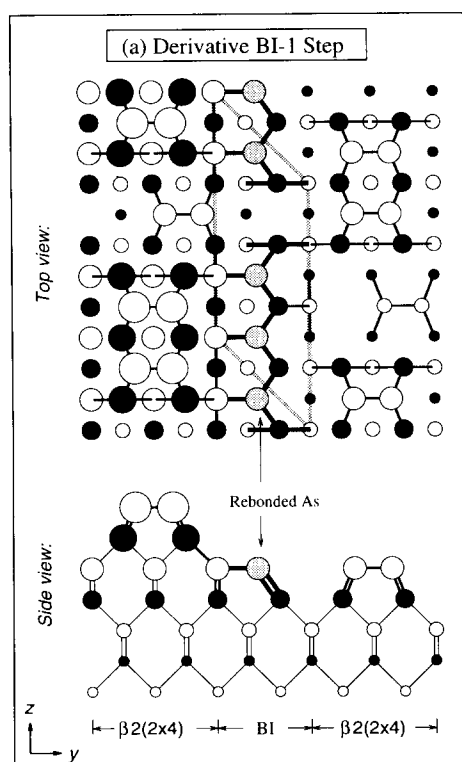 (a) Derivative BI-1 Step
Top view:
Rebonded As
Side view:
z
y
β2(2x4)
BI
β2(2x4)